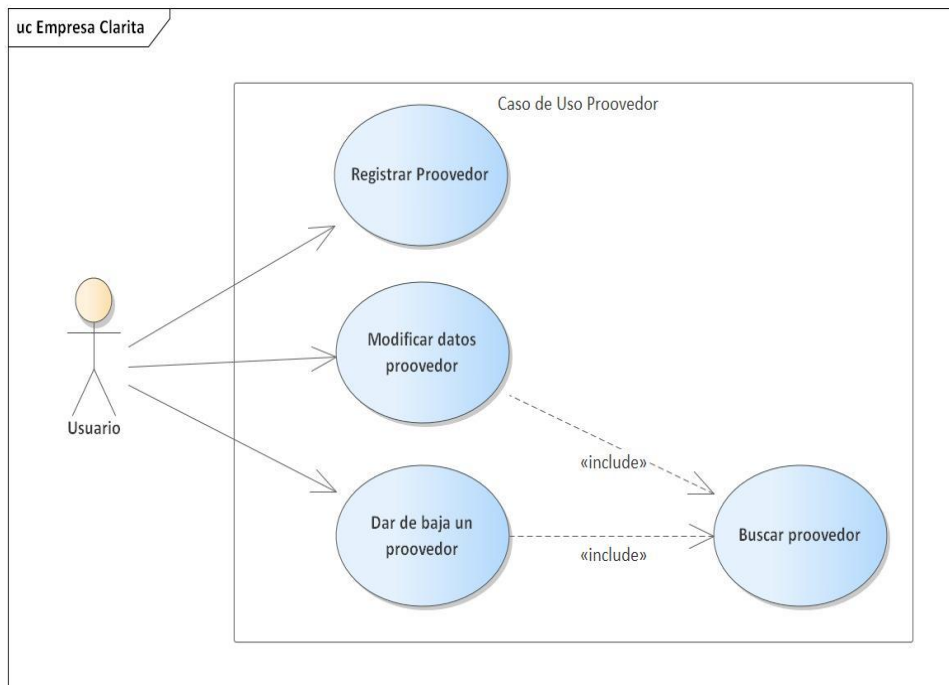 uc Empresa Clarita
Caso de Uso Proovedor
Registrar Proovedor
Modificar datos
proovedor
Usuario
«include»
Dar de baja un
proovedor
Buscar proovedor
«include»